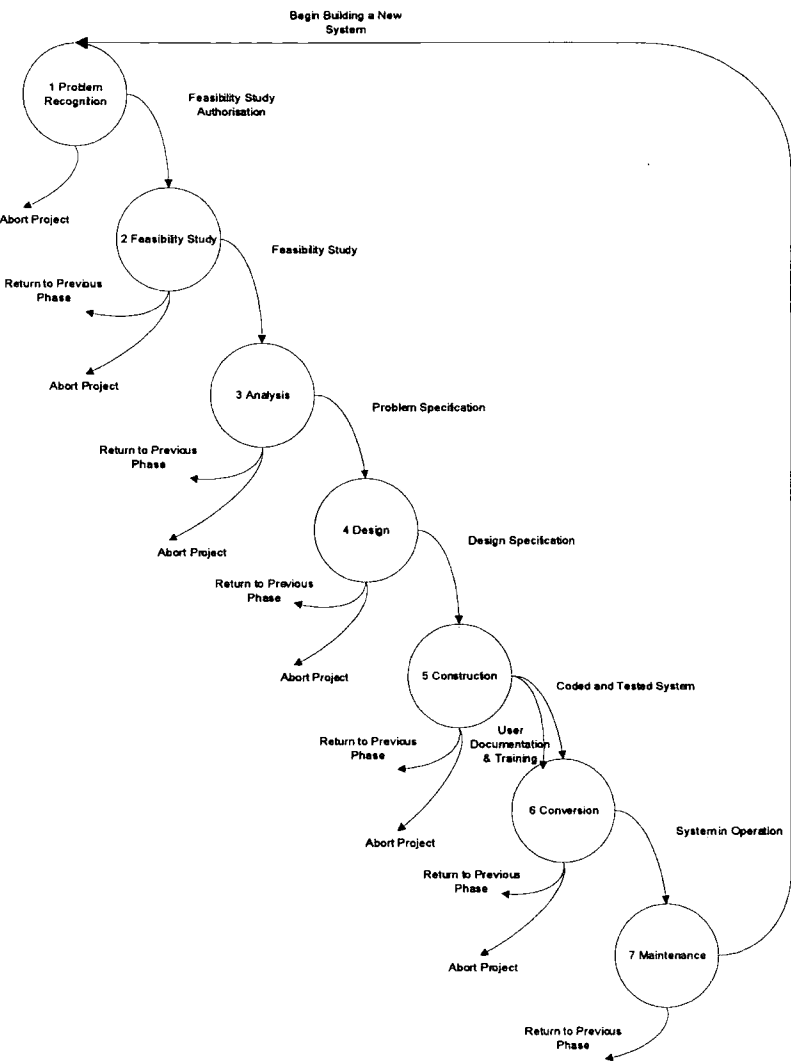 Begin Building a New
System
1 Problem
Recognition
Feasibility Study
Authorisation
Abort Project
2 Feasibility Study
Feasibility Study
Return to Previous
Phase
Abort Project
3 Analysis
Problem Specification
Return to Previous
Phase
Abort Project
4 Design
Design Specification
Return to Previous
Phase
Abort Project
5 Construction
Coded and Tested System
User
Documentation
& Training
Return to Previous
Phase
Abort Project
6 Conversion
System in Operation
Return to Previous
Phase
Abort Project
7 Maintenance
Return to Previous
Phase